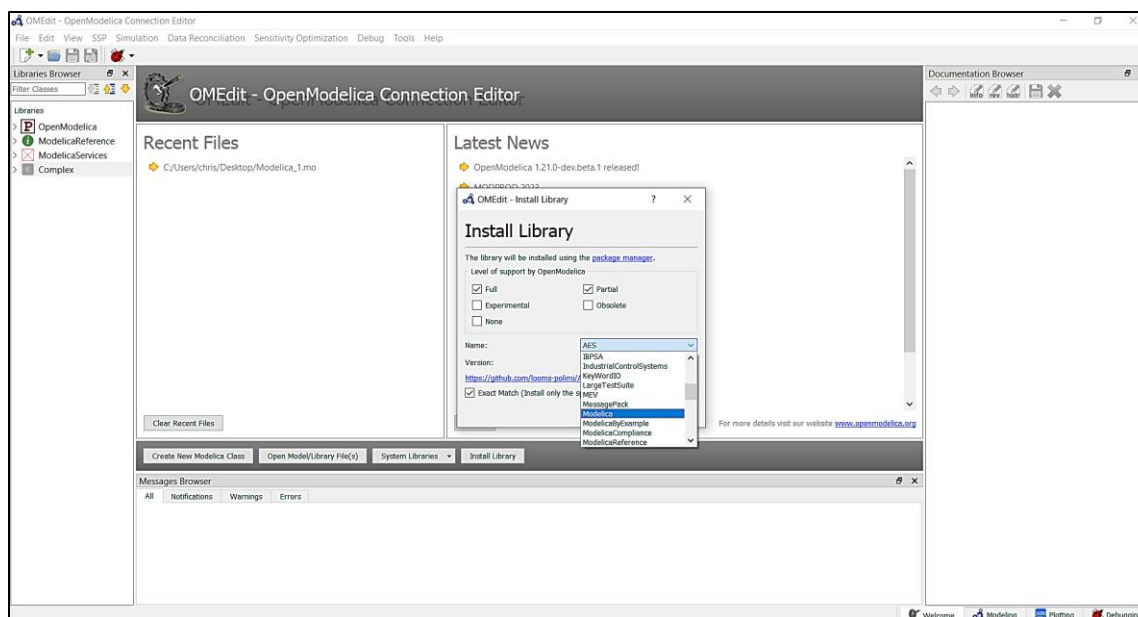 OMEdit - OpenModelica Connection Editor
File Edit View SSP Simulation Data Reconciliation Sensitivity Optimization Debug Tools Help
Libraries Browser
Filter Classes
Libraries
OpenModelica
ModelicaReference
ModelicaServices
Complex
OMEdit - OpenModelica Connection Editor
Recent Files
C:/Users/chris/Desktop/Modelica_1.mo
Clear Recent Files
Latest News
OpenModelica 1.21.0-dev.beta.1 released!
MODPROD 2023
OMEdit - Install Library
Install Library
The library will be installed using the package manager.
Level of support by OpenModelica
Full
Partial
Experimental
Obsolete
None
Name:
AES
Version:
https://github.com/looms-polimi/A
Exact Match (Install only the s
IBPSA
IndustrialControlSystems
KeyWordIO
LargeTestSuite
MEV
MessagePack
Modelica
ModelicaByExample
ModelicaCompliance
ModelicaReference
For more details visit our website www.openmodelica.org
Create New Modelica Class
Open Model/Library File(s)
System Libraries
Install Library
Messages Browser
All Notifications Warnings Errors
Documentation Browser
Welcome Modeling Plotting Debugging